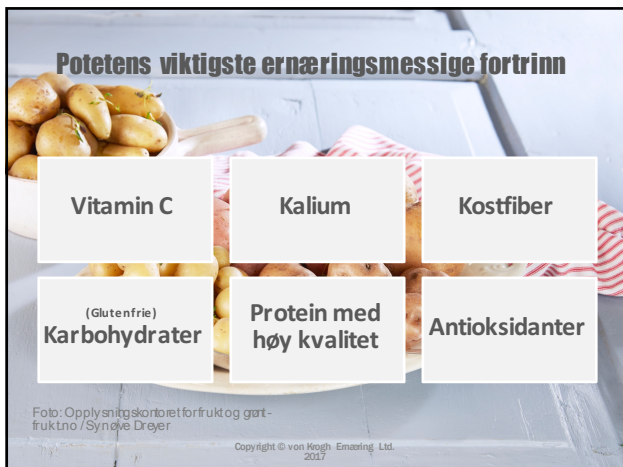 Potetens viktigste ernæringsmessige fortrinn
Vitamin C
Kalium
Kostfiber
(Glutenfrie)
Karbohydrater
Protein med
høy kvalitet
Antioksidanter
Foto: Opplysningskontoret for frukt og grønt-
frukt.no / Synøve Dreyer
Copyright © von Krogh Ernæring Ltd.
2017